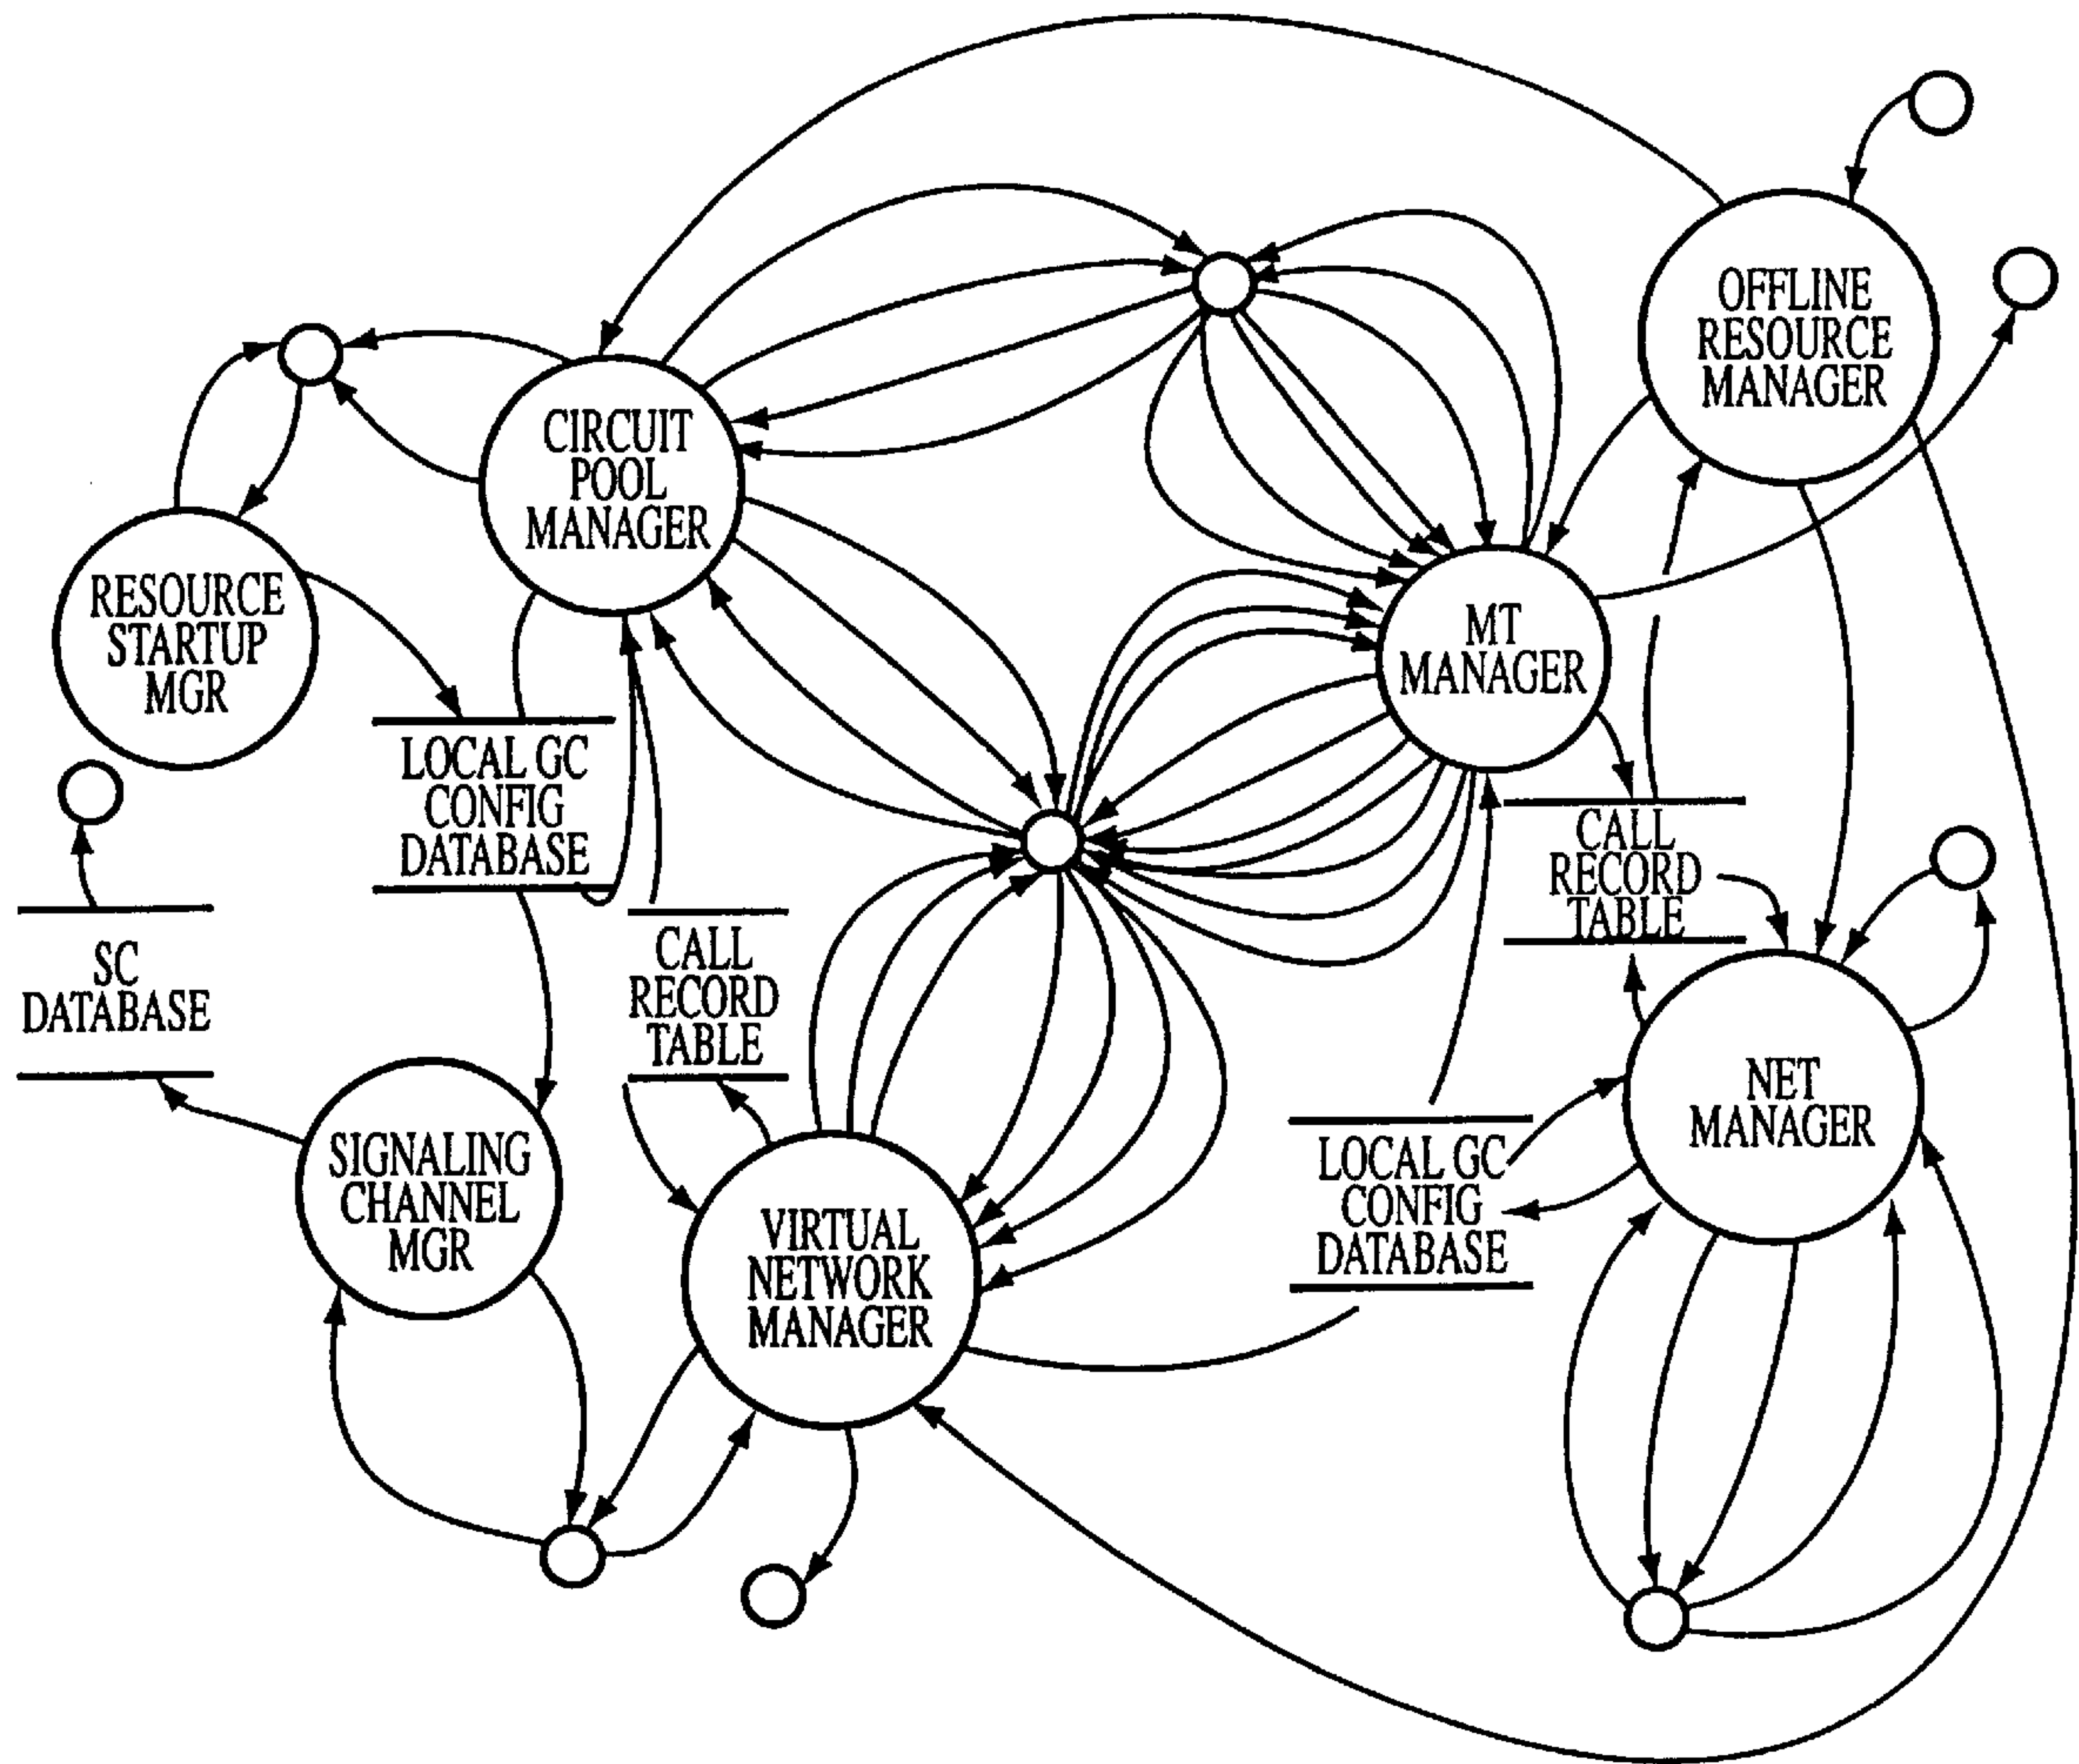 OFFLINE
RESOURCE
MANAGER
CIRCUIT
POOL
MANAGER
RESOURCE
STARTUP
MGR
MT
MANAGER
LOCAL GC
CONFIG
DATABASE
CALL
RECORD
TABLE
SC
DATABASE
CALL
RECORD
TABLE
NET
MANAGER
SIGNALING
CHANNEL
MGR
VIRTUAL
NETWORK
MANAGER
LOCAL GC
CONFIG
DATABASE